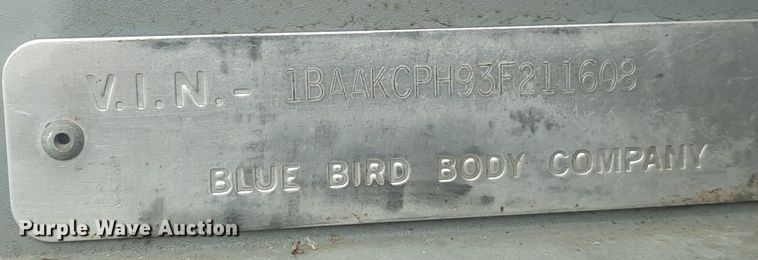 V.I.N.- 1BAAKCPH93F211608
BLUE BIRD BODY COMPANY
Purple Wave Auction